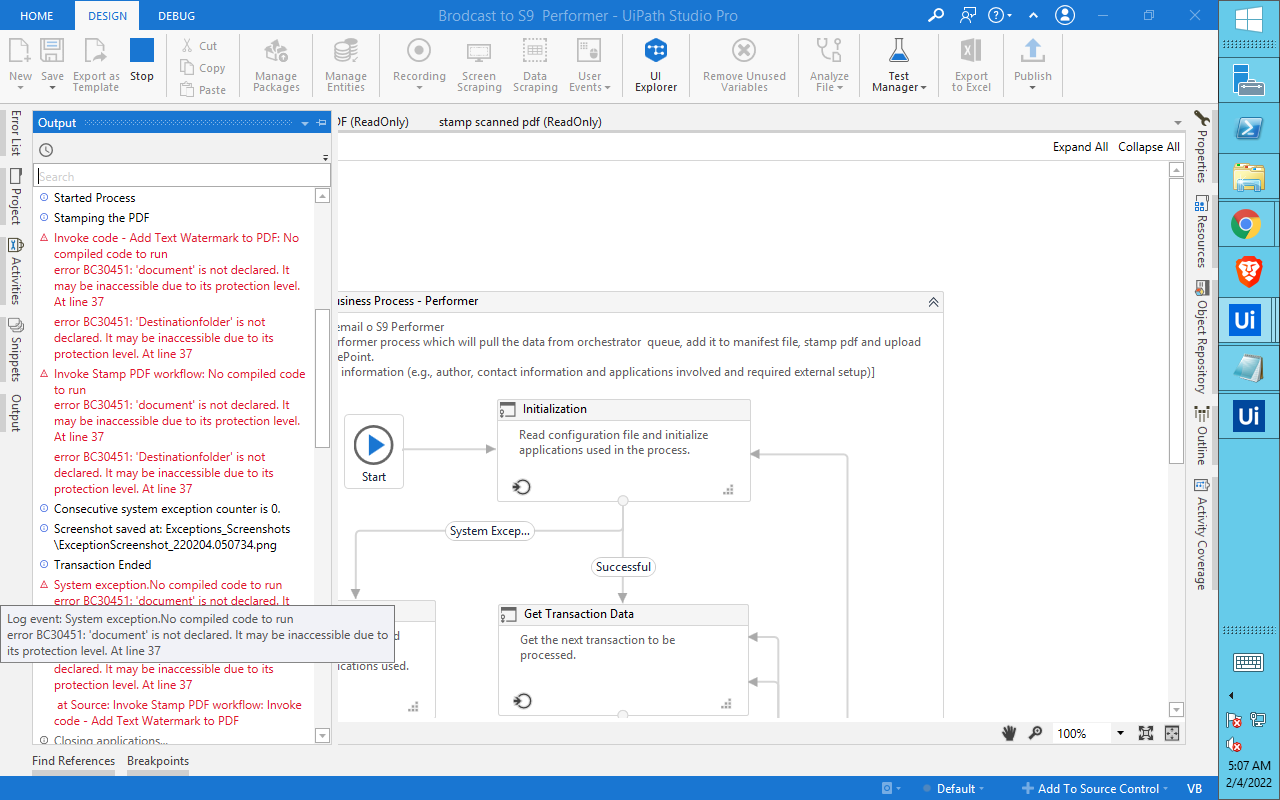 HOME DESIGN DEBUG Brodcast to S9 Performer - UiPath Studio Pro
New Save Export as Template Stop
Cut
Copy
Paste
Manage Packages Manage Entities Recording Screen Scraping Data Scraping User Events UI Explorer Remove Unused Variables Analyze File Test Manager Export to Excel Publish
Error List
Project
Activities
Snippets
Output
Output
Search
Started Process
Stamping the PDF
Invoke code - Add Text Watermark to PDF: No
compiled code to run
error BC30451: 'document' is not declared. It
may be inaccessible due to its protection level.
At line 37
error BC30451: 'Destinationfolder' is not
declared. It may be inaccessible due to its
protection level. At line 37
Invoke Stamp PDF workflow: No compiled code
to run
error BC30451: 'document' is not declared. It
may be inaccessible due to its protection level.
At line 37
error BC30451: 'Destinationfolder' is not
declared. It may be inaccessible due to its
protection level. At line 37
Consecutive system exception counter is 0.
Screenshot saved at: Exceptions_Screenshots
\ExceptionScreenshot_220204.050734.png
Transaction Ended
System exception.No compiled code to run
error BC30451: 'document' is not declared. It
Log event: System exception.No compiled code to run
error BC30451: 'document' is not declared. It may be inaccessible due to
its protection level. At line 37
declared. It may be inaccessible due to its
protection level. At line 37
at Source: Invoke Stamp PDF workflow: Invoke
code - Add Text Watermark to PDF
Closing applications...
Find References Breakpoints
DF (ReadOnly) stamp scanned pdf (ReadOnly)
Expand All Collapse All
usiness Process - Performer
email o S9 Performer
rformer process which will pull the data from orchestrator queue, add it to manifest file, stamp pdf and upload
ePoint.
information (e.g., author, contact information and applications involved and required external setup)]
Start
Initialization
Read configuration file and initialize
applications used in the process.
System Excep...
Successful
Get Transaction Data
Get the next transaction to be
processed.
d
ications used.
100%
Properties
Resources
Object Repository
Outline
Activity Coverage
Default Add To Source Control VB
Ui
Ui
5:07 AM
2/4/2022